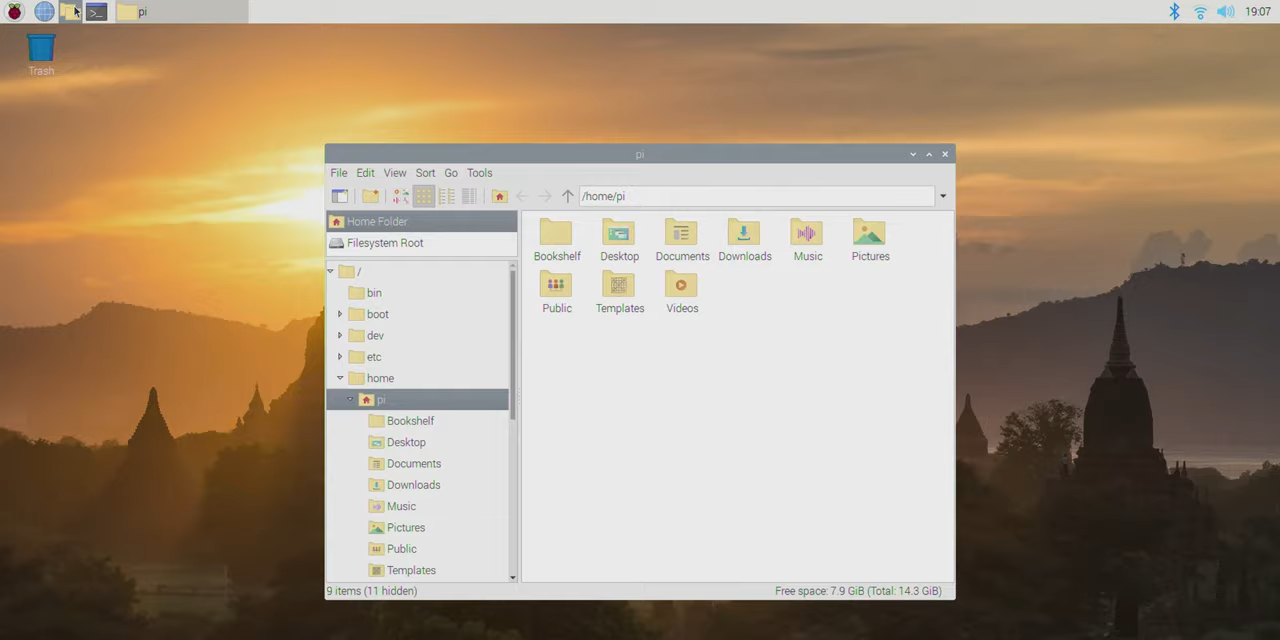 pi
19:07
Trash
pi
File Edit View Sort Go Tools
/home/pi
Home Folder
Filesystem Root
/
bin
boot
dev
etc
home
pi
Bookshelf
Desktop
Documents
Downloads
Music
Pictures
Public
Templates
Bookshelf Desktop Documents Downloads Music Pictures
Public Templates Videos
9 items (11 hidden)
Free space: 7.9 GiB (Total: 14.3 GiB)